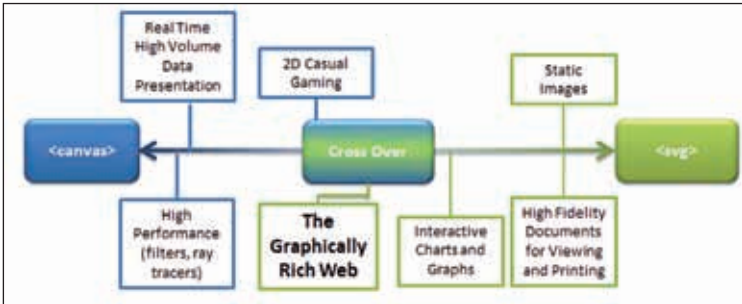 Real Time
High Volume
Data
Presentation
2D Casual
Gaming
Static
Images
<canvas>
Cross Over
<svg>
High
Performance
(filters, ray
tracers)
The
Graphically
Rich Web
Interactive
Charts and
Graphs
High Fidelity
Documents
for Viewing
and Printing